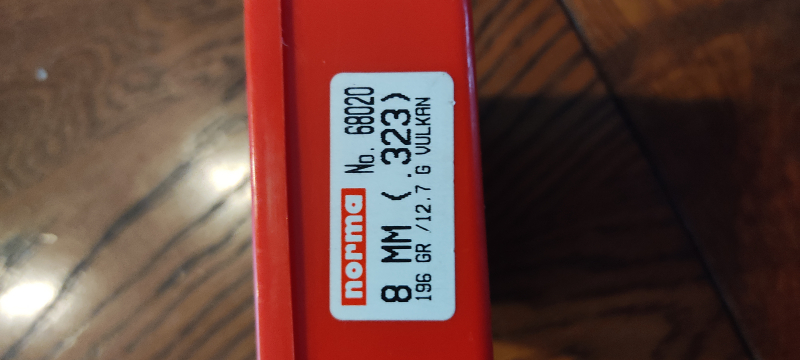 norma No. 68020
8 MM (.323)
196 GR /12.7 G VULKAN